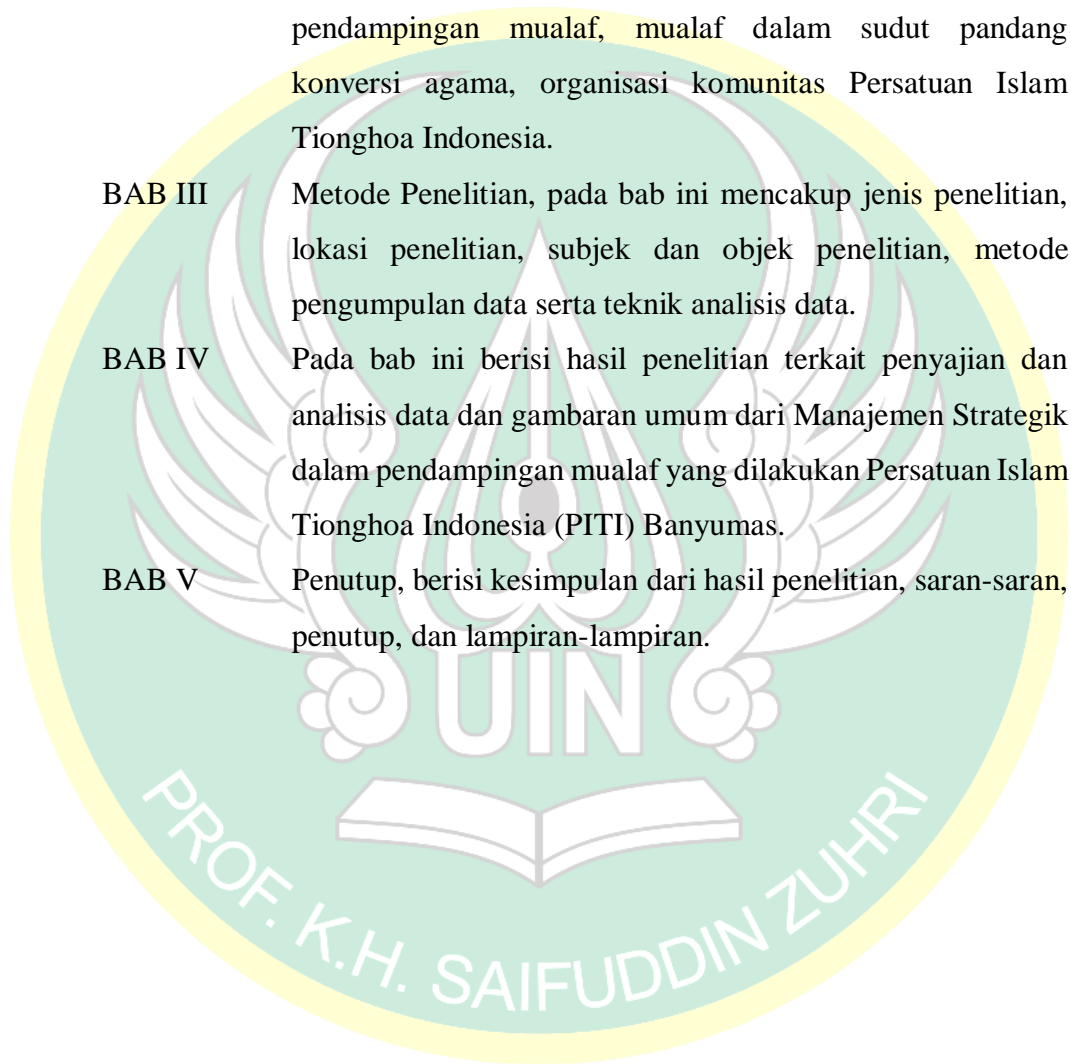 pendampingan mualaf, mualaf dalam sudut pandang
konversi agama, organisasi komunitas Persatuan Islam
Tionghoa Indonesia.
BAB III Metode Penelitian, pada bab ini mencakup jenis penelitian,
lokasi penelitian, subjek dan objek penelitian, metode
pengumpulan data serta teknik analisis data.
BAB IV Pada bab ini berisi hasil penelitian terkait penyajian dan
analisis data dan gambaran umum dari Manajemen Strategik
dalam pendampingan mualaf yang dilakukan Persatuan Islam
Tionghoa Indonesia (PITI) Banyumas.
BAB V Penutup, berisi kesimpulan dari hasil penelitian, saran-saran,
penutup, dan lampiran-lampiran.
UIN
PROF. K.H. SAIFUDDIN ZUHRI